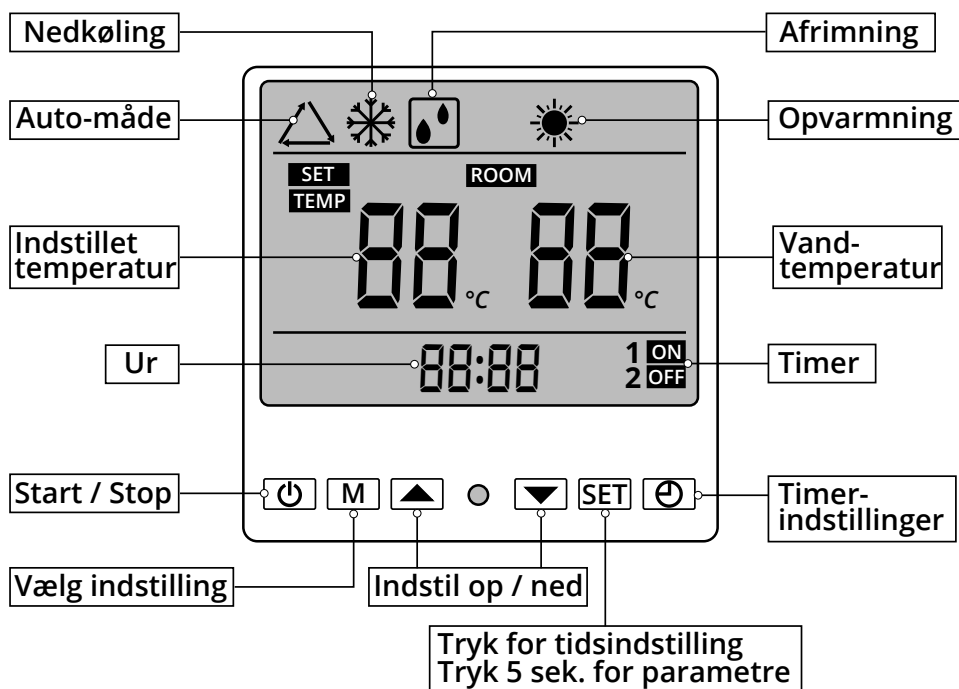 Nedkøling
Afrimning
Auto-måde
Opvarmning
SET
TEMP
ROOM
Indstillet
temperatur
88 °C
88 °C
Vand-
temperatur
Ur
88:88
1 ON
2 OFF
Timer
Start / Stop
M
SET
Timer-
indstillinger
Vælg indstilling
Indstil op / ned
Tryk for tidsindstilling
Tryk 5 sek. for parametre